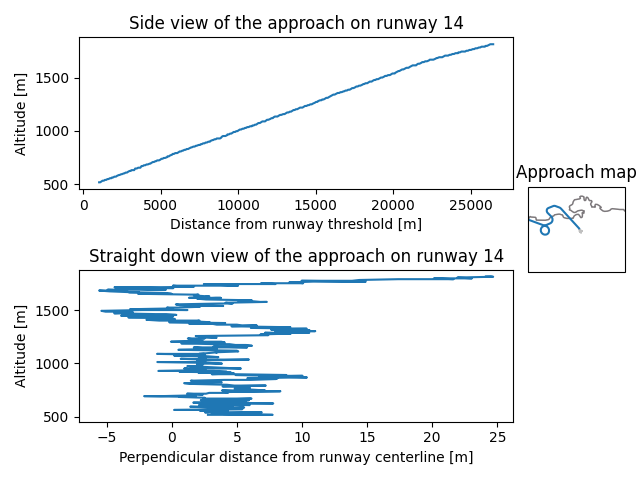 Side view of the approach on runway 14
Altitude [m]
1500
1000
500
0 5000 10000 15000 20000 25000
Distance from runway threshold [m]
Approach map
Straight down view of the approach on runway 14
Altitude [m]
1500
1000
500
−5 0 5 10 15 20 25
Perpendicular distance from runway centerline [m]